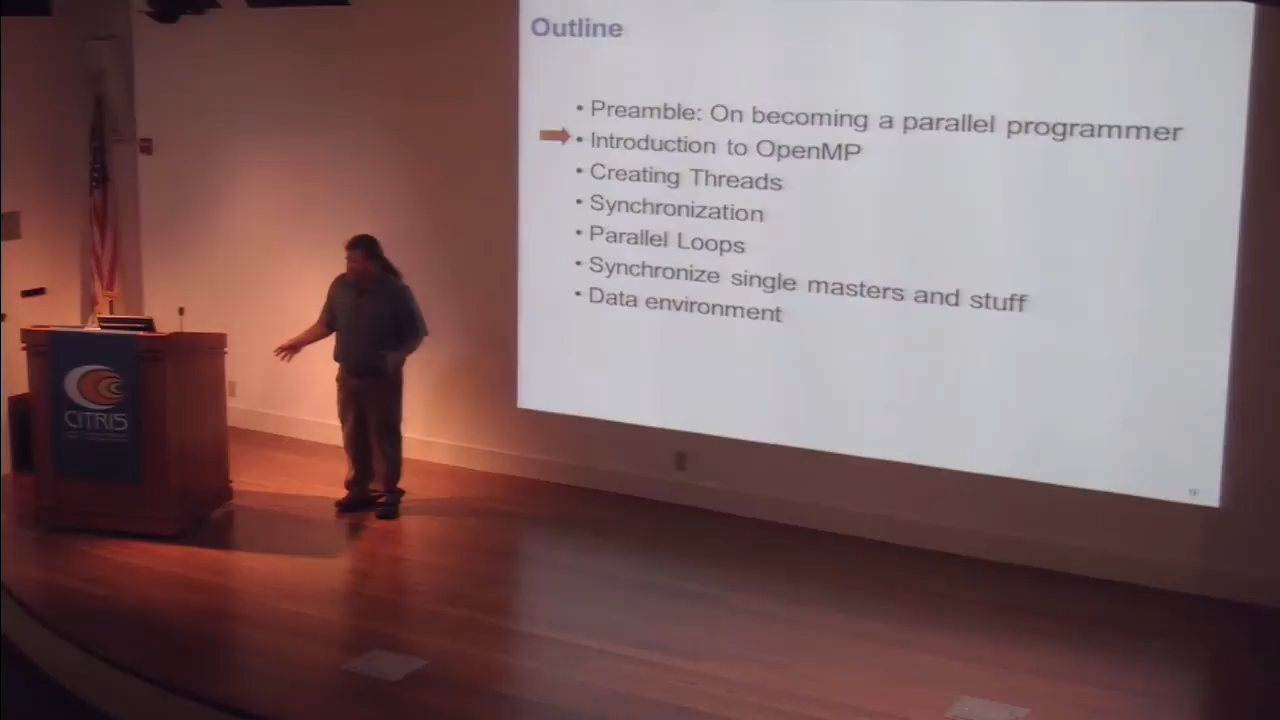 Outline
• Preamble: On becoming a parallel programmer
• Introduction to OpenMP
• Creating Threads
• Synchronization
• Parallel Loops
• Synchronize single masters and stuff
• Data environment
CiTRIS